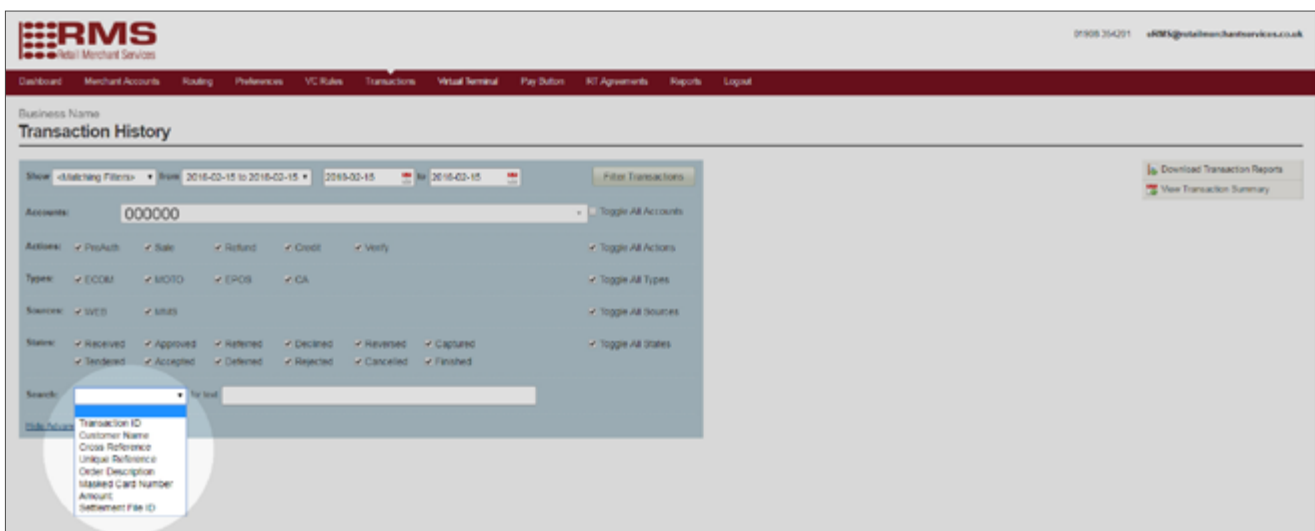 RMS
Retail Merchant Services
01908 394201 eRMS@retailmerchantservices.co.uk
Dashboard Merchant Accounts Routing Preferences VC Rules Transactions Virtual Terminal Pay Button RT Agreements Reports Logout
Business Name
Transaction History
Show <Matching Filters> from 2016-02-15 to 2016-02-15 2016-02-15 to 2016-02-15 Filter Transactions
Download Transaction Reports
View Transaction Summary
Accounts: 000000 Toggle All Accounts
Actions: PreAuth Sale Refund Credit Verify Toggle All Actions
Types: ECOM MOTO EPOS CA Toggle All Types
Sources: WEB MMS Toggle All Sources
States: Received Approved Referred Declined Reversed Captured Toggle All States
Tendered Accepted Deferred Rejected Cancelled Finished
Search: for text
Transaction ID
Customer Name
Cross Reference
Unique Reference
Order Description
Masked Card Number
Amount
Settlement File ID